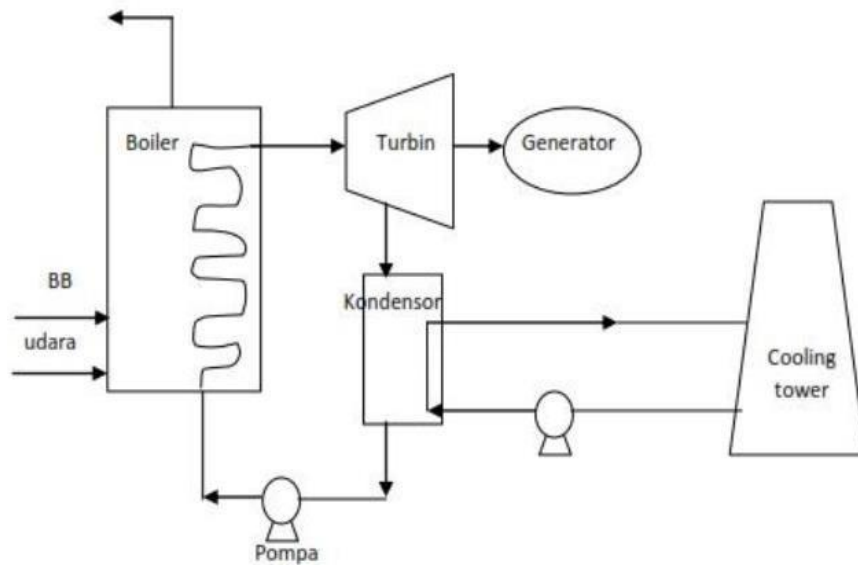 Boiler
Turbin
Generator
BB
udara
Kondensor
Cooling
tower
Pompa